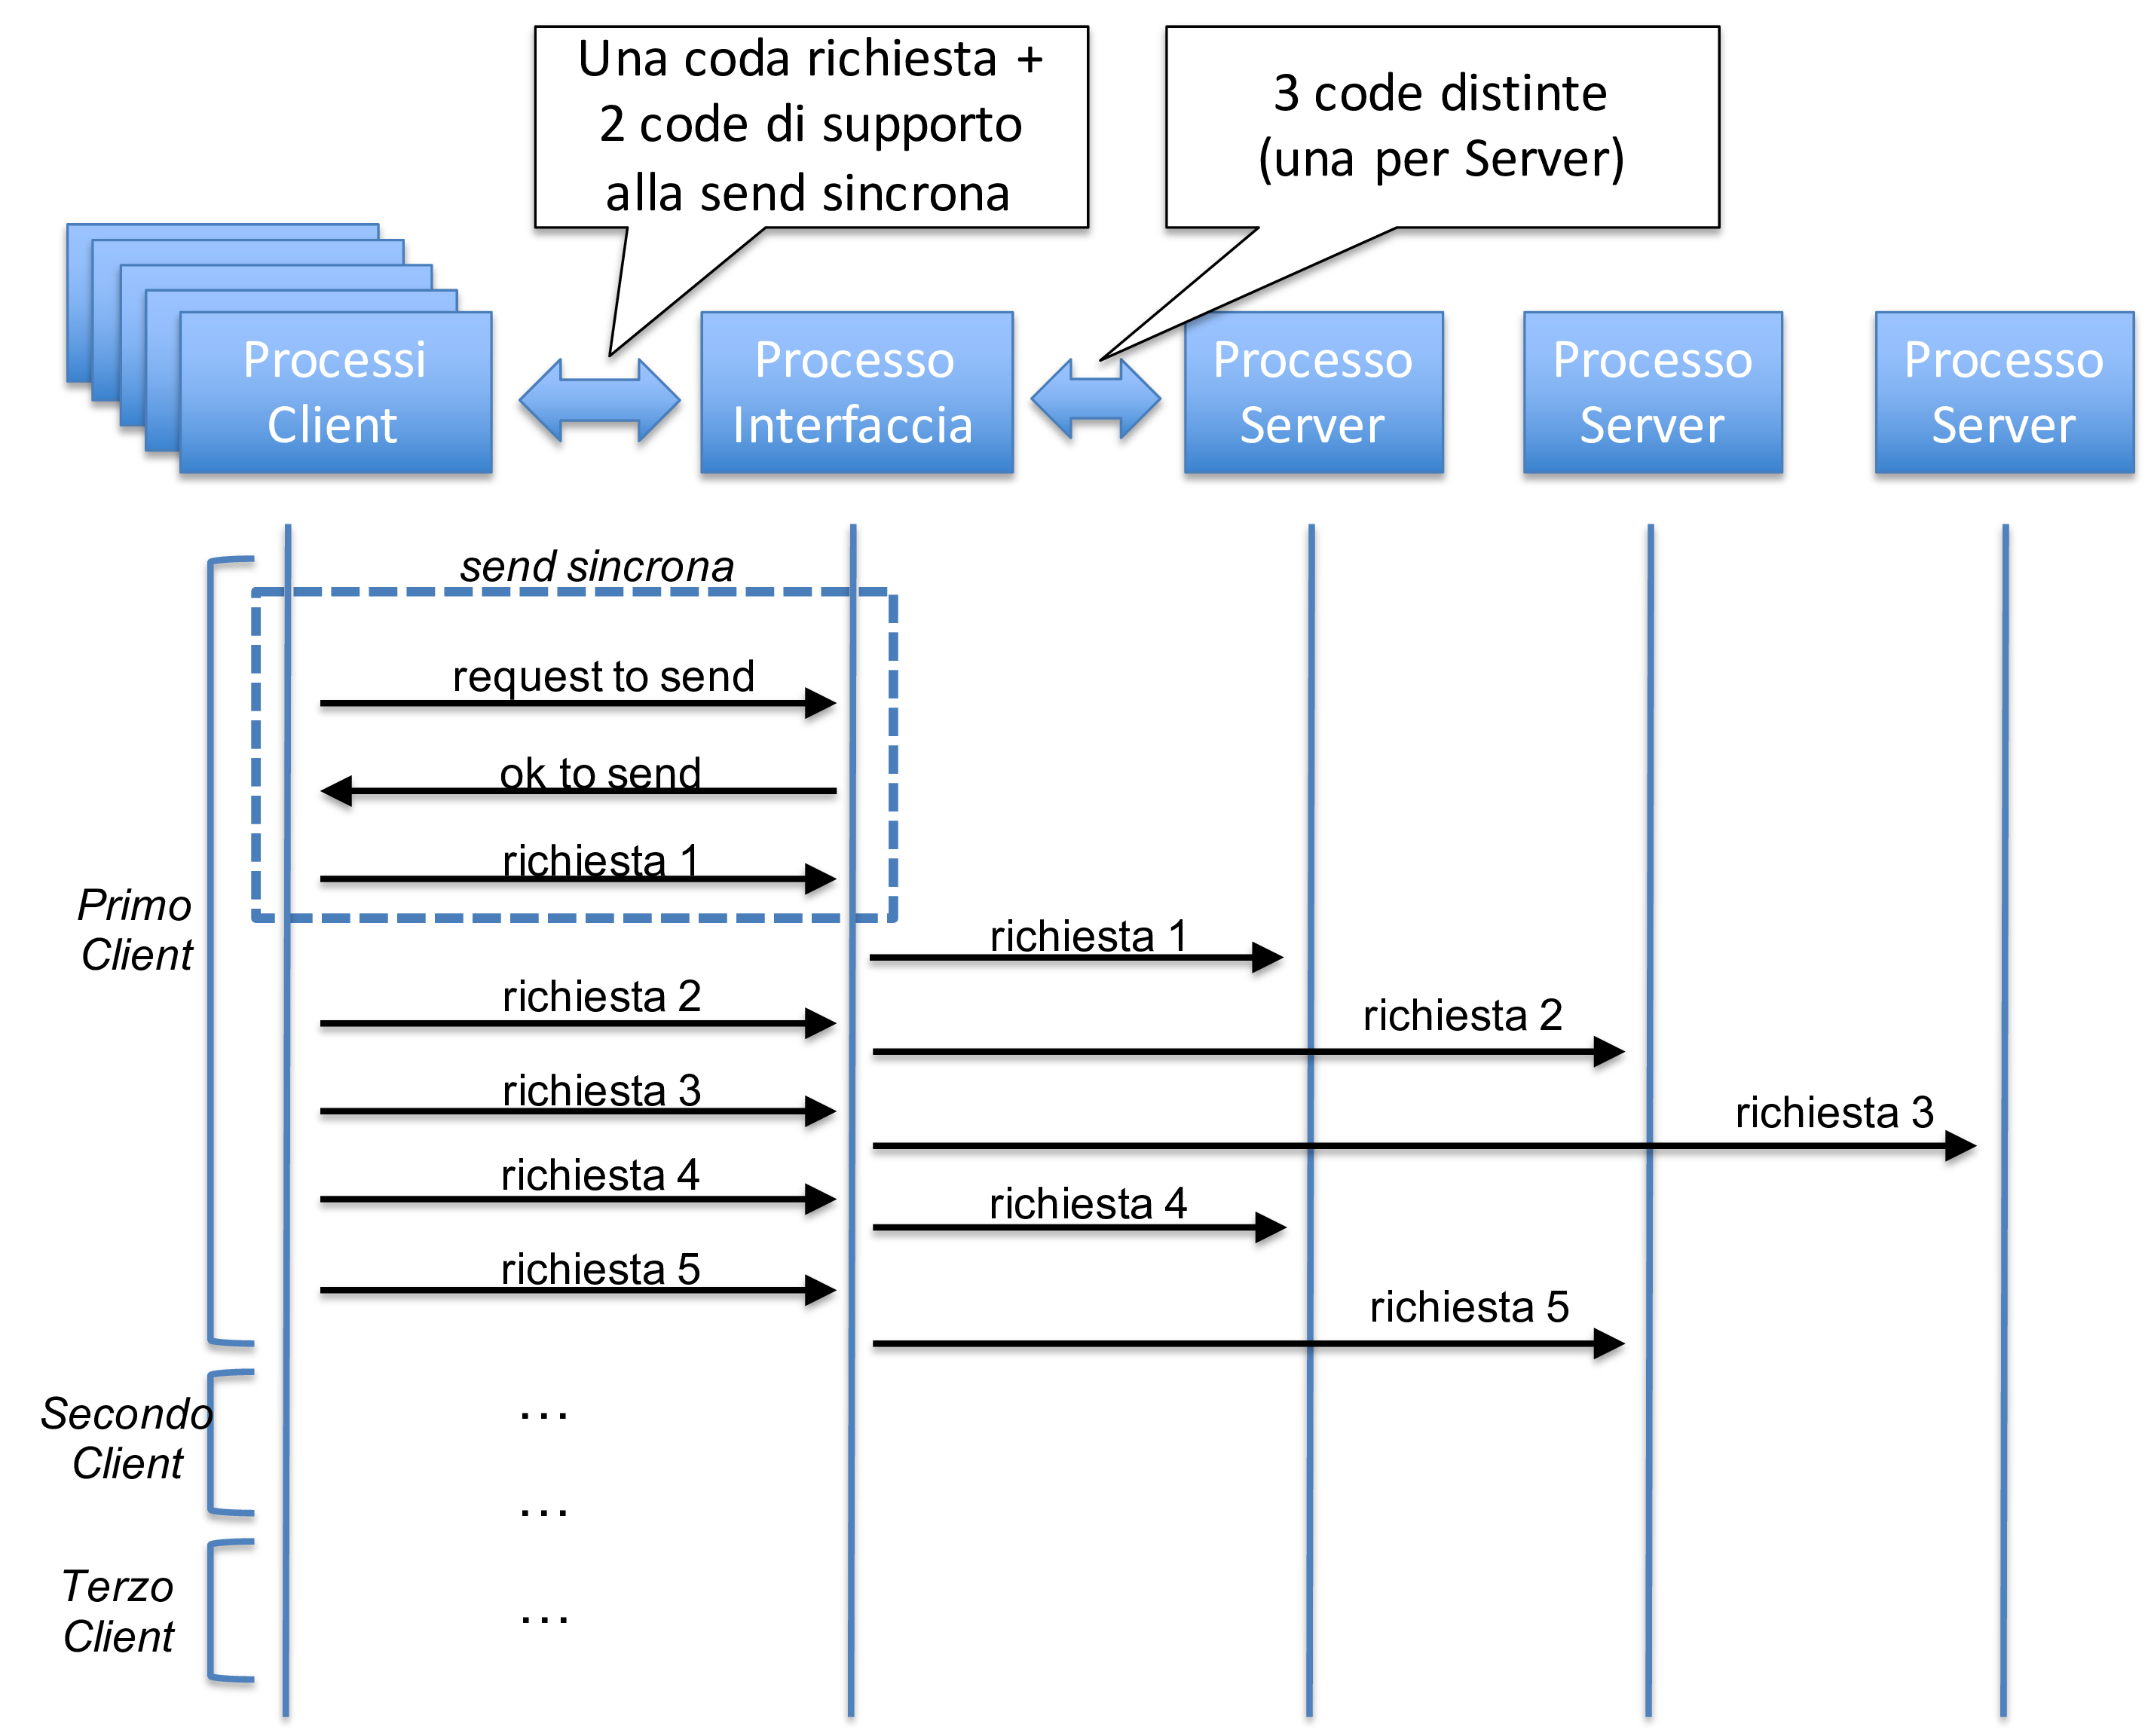 Una coda richiesta +
2 code di supporto
alla send sincrona
3 code distinte
(una per Server)
Processi
Client
Processo
Interfaccia
Processo
Server
Processo
Server
Processo
Server
send sincrona
request to send
ok to send
richiesta 1
Primo
Client
richiesta 1
richiesta 2
richiesta 2
richiesta 3
richiesta 3
richiesta 4
richiesta 4
richiesta 5
richiesta 5
Secondo
Client
...
...
Terzo
Client
...